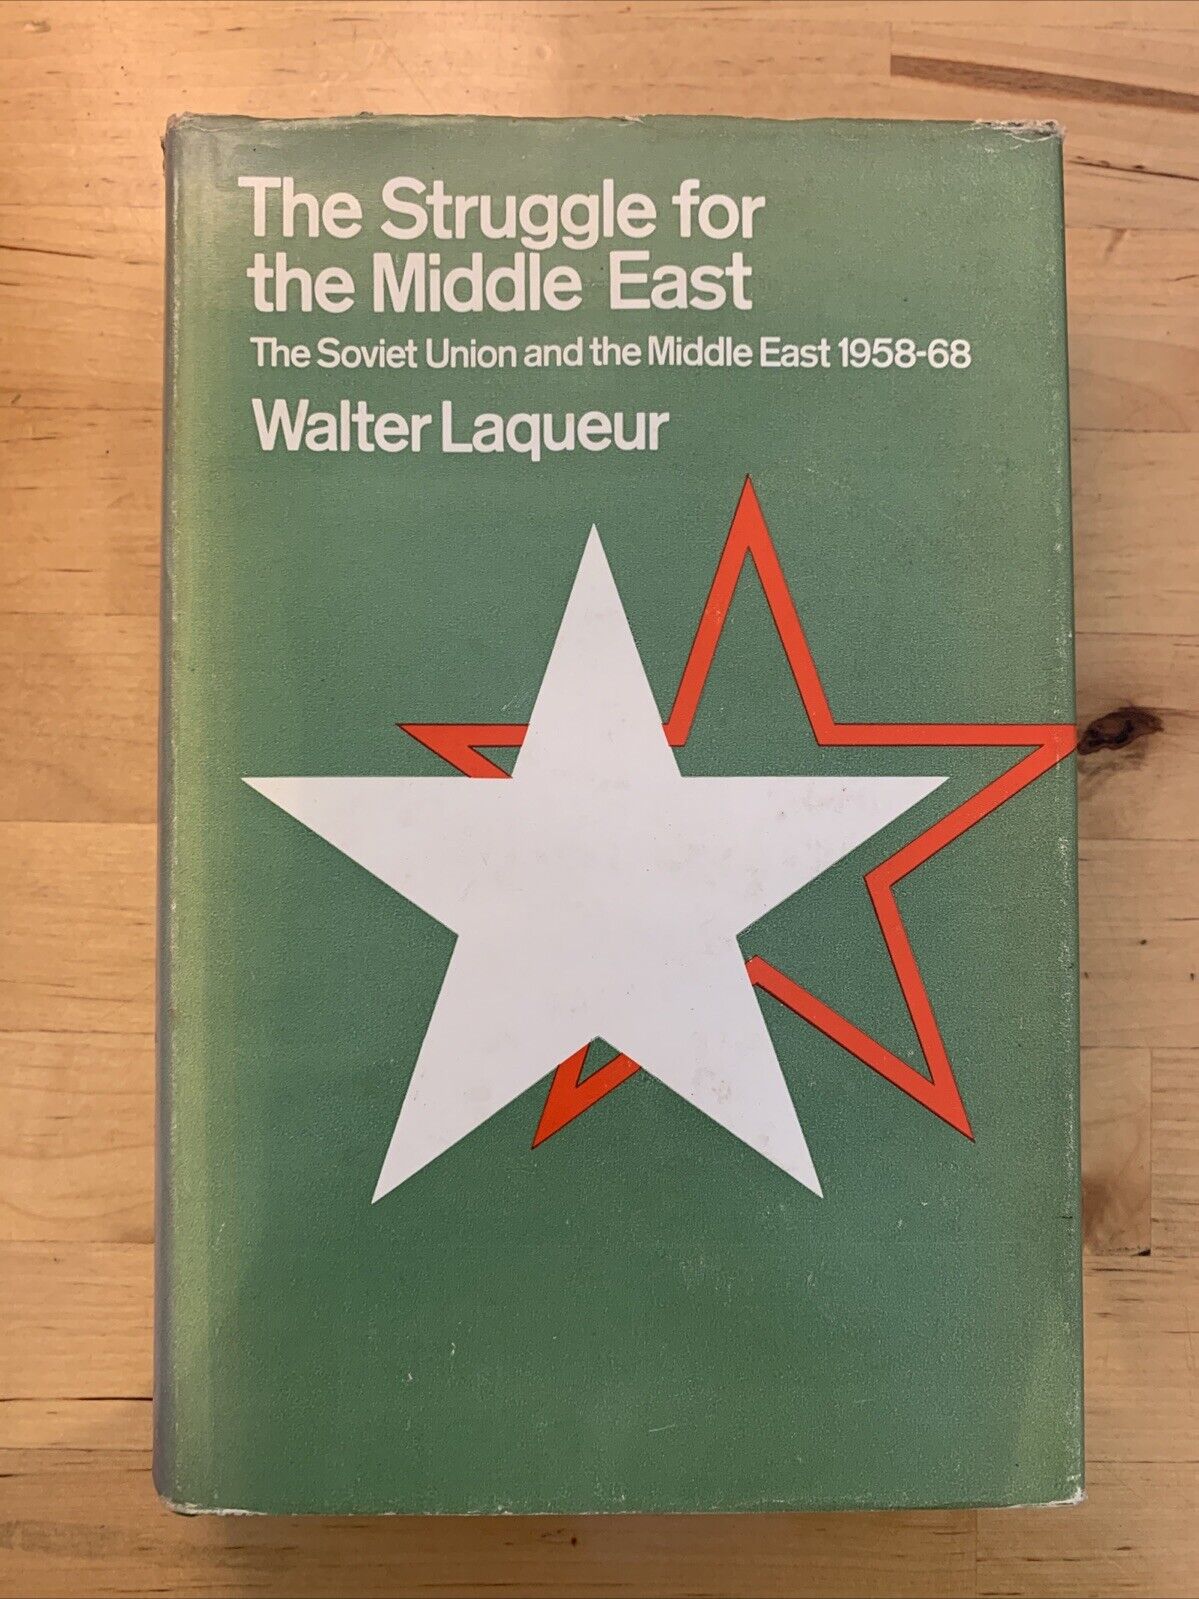 The Struggle for
the Middle East
The Soviet Union and the Middle East 1958-68
Walter Laqueur